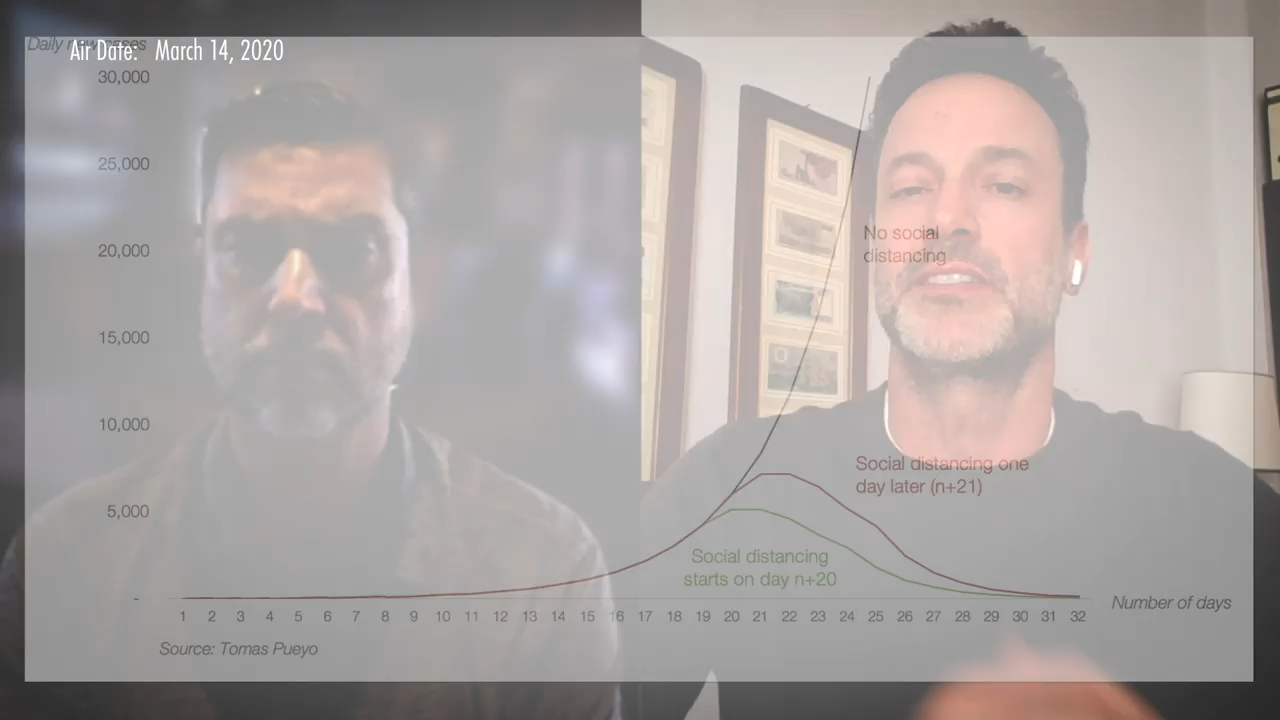 Daily new cases
Air Date: March 14, 2020
30,000
25,000
20,000
No social
distancing
15,000
10,000
Social distancing one
day later (n+21)
5,000
Social distancing
starts on day n+20
-
Number of days
1 2 3 4 5 6 7 8 9 10 11 12 13 14 15 16 17 18 19 20 21 22 23 24 25 26 27 28 29 30 31 32
Source: Tomas Pueyo